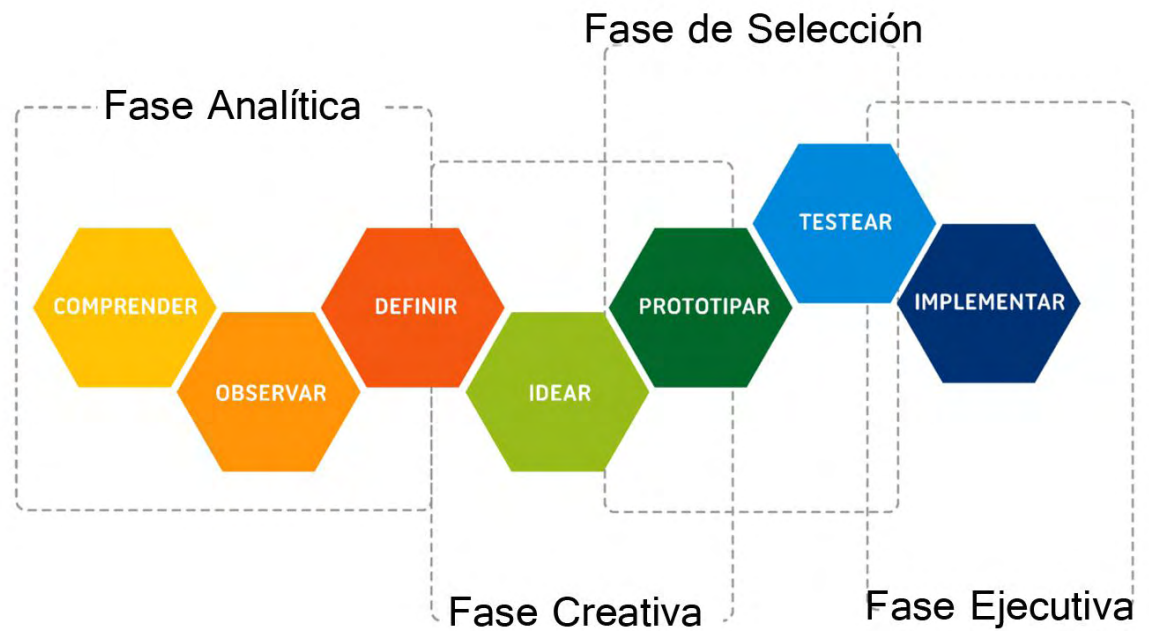 Fase de Selección
Fase Analítica
TESTEAR
COMPRENDER
DEFINIR
PROTOTIPAR
IMPLEMENTAR
OBSERVAR
IDEAR
Fase Creativa
Fase Ejecutiva